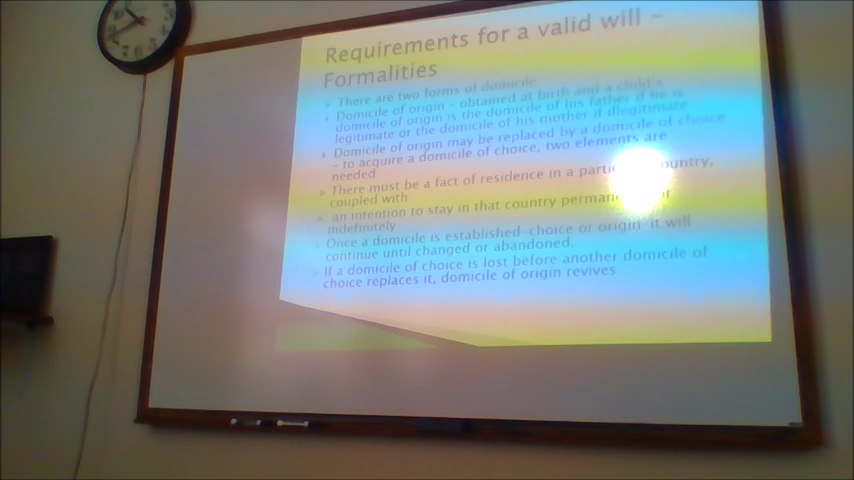 Requirements for a valid will –
Formalities
There are two forms of domicile
Domicile of origin – obtained at birth and a child's
domicile of origin is the domicile of his father if he is
legitimate or the domicile of his mother if illegitimate
Domicile of origin may be replaced by a domicile of choice
– to acquire a domicile of choice, two elements are
needed
There must be a fact of residence in a
coupled with
an intention to stay in that country
indefinitely
Once a domicile is established–choice or origin–it will
continue until changed or abandoned.
If a domicile of choice is lost before another domicile of
choice replaces it, domicile of origin revives